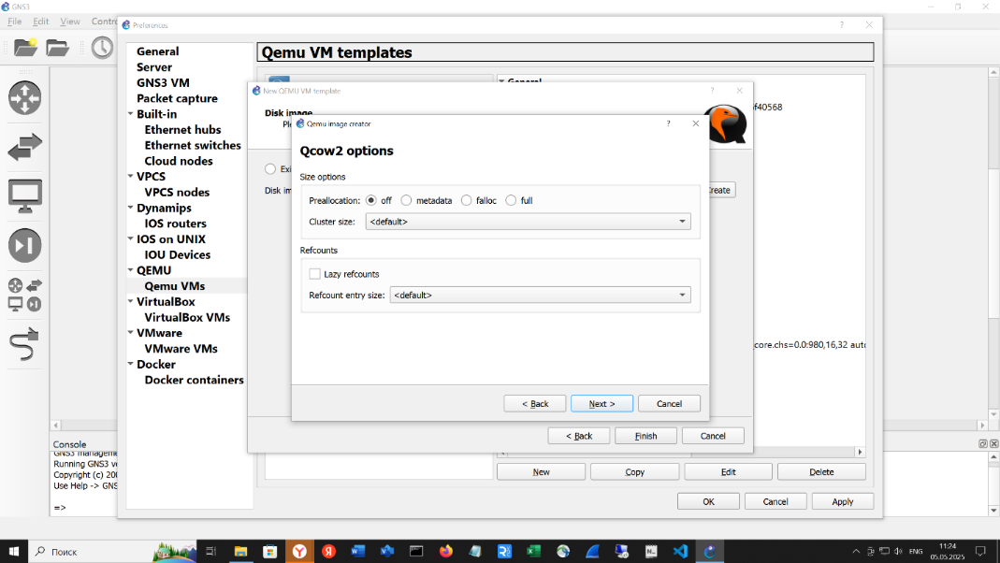 GNS3
File Edit View Contro
Preferences
General
Server
GNS3 VM
Packet capture
Built-in
Ethernet hubs
Ethernet switches
Cloud nodes
VPCS
VPCS nodes
Dynamips
IOS routers
IOS on UNIX
IOU Devices
QEMU
Qemu VMs
VirtualBox
VirtualBox VMs
VMware
VMware VMs
Docker
Docker containers
Qemu VM templates
General
f40568
core.chs=0.0:980,16,32 auto
New QEMU VM template
Disk image
Ple
Exi
Disk im
Create
Qemu image creator
Qcow2 options
Size options
Preallocation: off metadata falloc full
Cluster size: <default>
Refcounts
Lazy refcounts
Refcount entry size: <default>
< Back Next > Cancel
< Back Finish Cancel
New Copy Edit Delete
OK Cancel Apply
Console
GNS3 manageme
Running GNS3 ve
Copyright (c) 200
Use Help -> GNS
=>
Поиск
ENG
11:24
05.05.2025